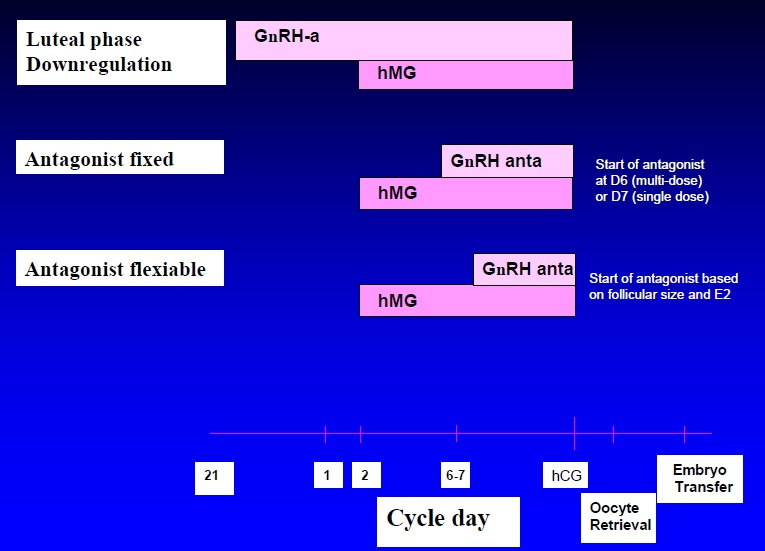 Luteal phase
Downregulation
GnRH-a
hMG
Antagonist fixed
GnRH anta
hMG
Start of antagonist
at D6 (multi-dose)
or D7 (single dose)
Antagonist flexiable
GnRH anta
hMG
Start of antagonist based
on follicular size and E2
21
1
2
6-7
hCG
Embryo
Transfer
Oocyte
Retrieval
Cycle day